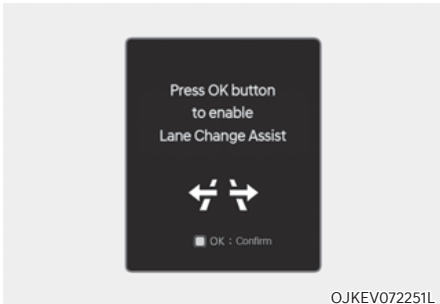 Press OK button
to enable
Lane Change Assist
OK : Confirm
OJKEV072251L